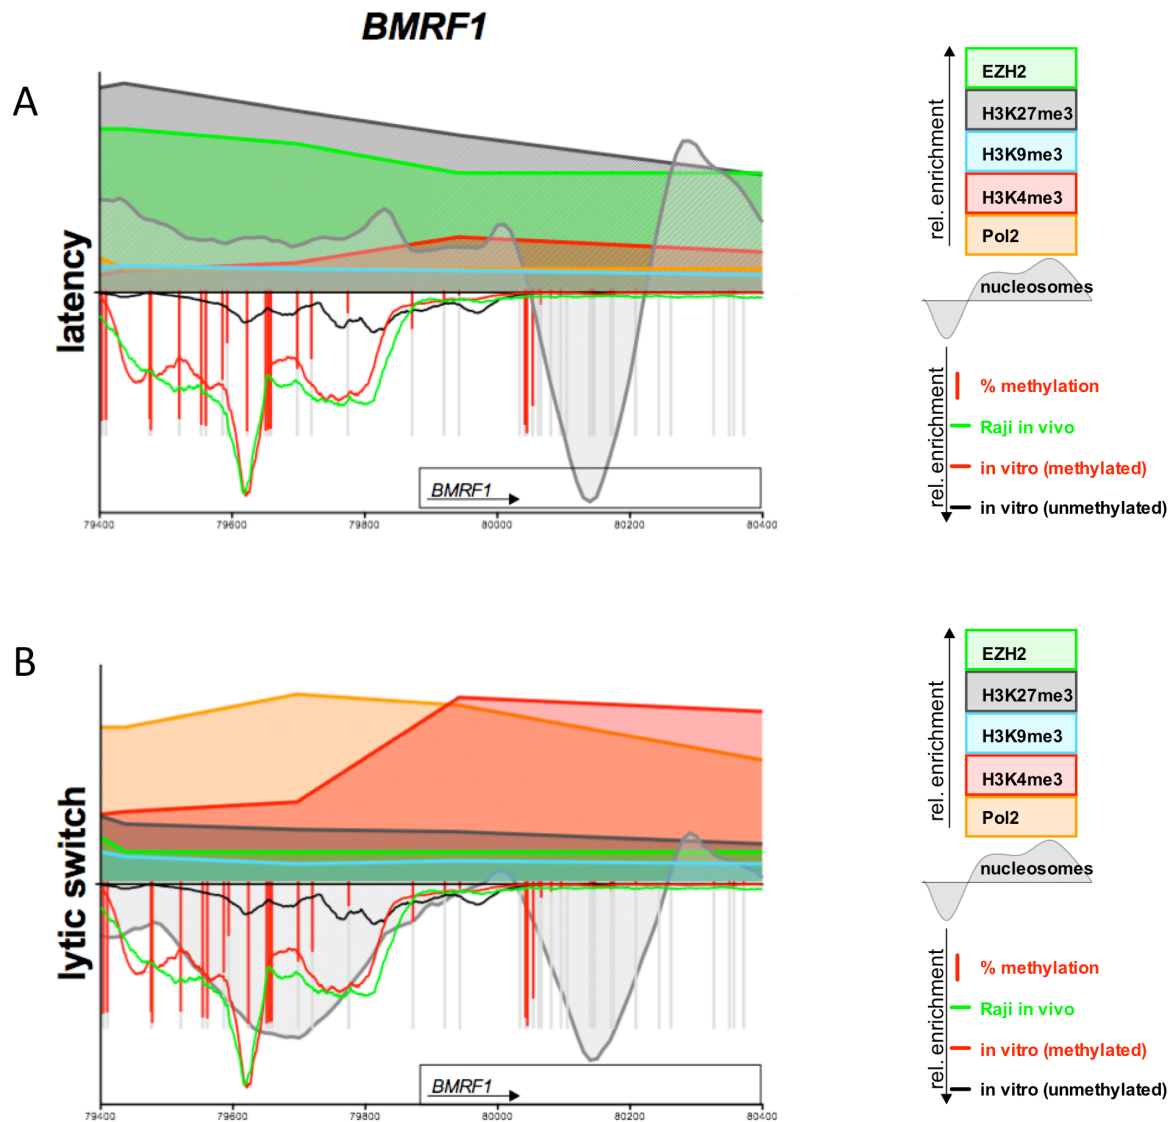 BMRF1
A
latency
BMRF1
79400 79600 79800 80000 80200 80400
rel. enrichment
EZH2
H3K27me3
H3K9me3
H3K4me3
Pol2
nucleosomes
rel. enrichment
% methylation
Raji in vivo
in vitro (methylated)
in vitro (unmethylated)
B
lytic switch
BMRF1
79400 79600 79800 80000 80200 80400
rel. enrichment
EZH2
H3K27me3
H3K9me3
H3K4me3
Pol2
nucleosomes
rel. enrichment
% methylation
Raji in vivo
in vitro (methylated)
in vitro (unmethylated)